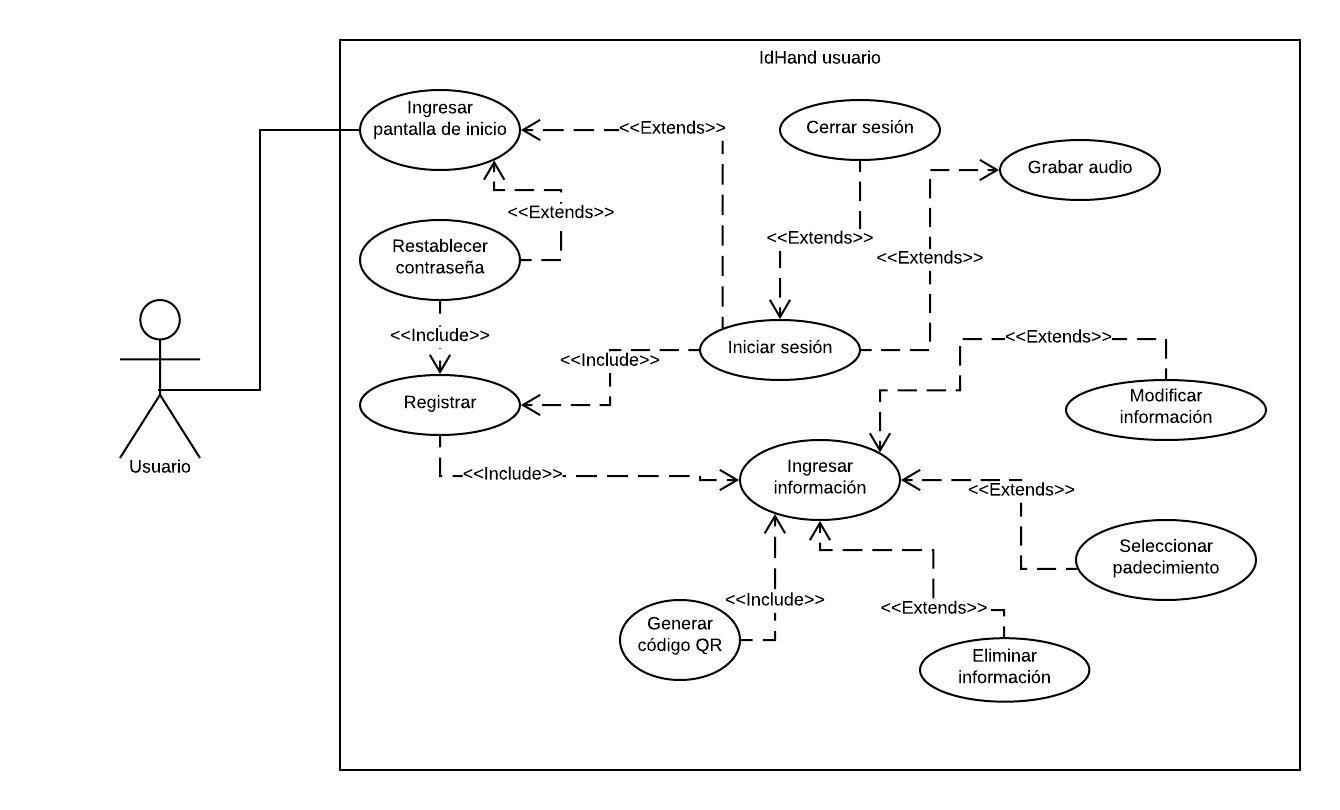 IdHand usuario
Ingresar
pantalla de inicio
<<Extends>>
Cerrar sesión
Grabar audio
<<Extends>>
Restablecer
contraseña
<<Extends>>
<<Extends>>
<<Include>>
Iniciar sesión
<<Include>>
<<Extends>>
Registrar
Modificar
información
Usuario
<<Include>>
Ingresar
información
<<Extends>>
Seleccionar
padecimiento
<<Include>>
<<Extends>>
Generar
código QR
Eliminar
información